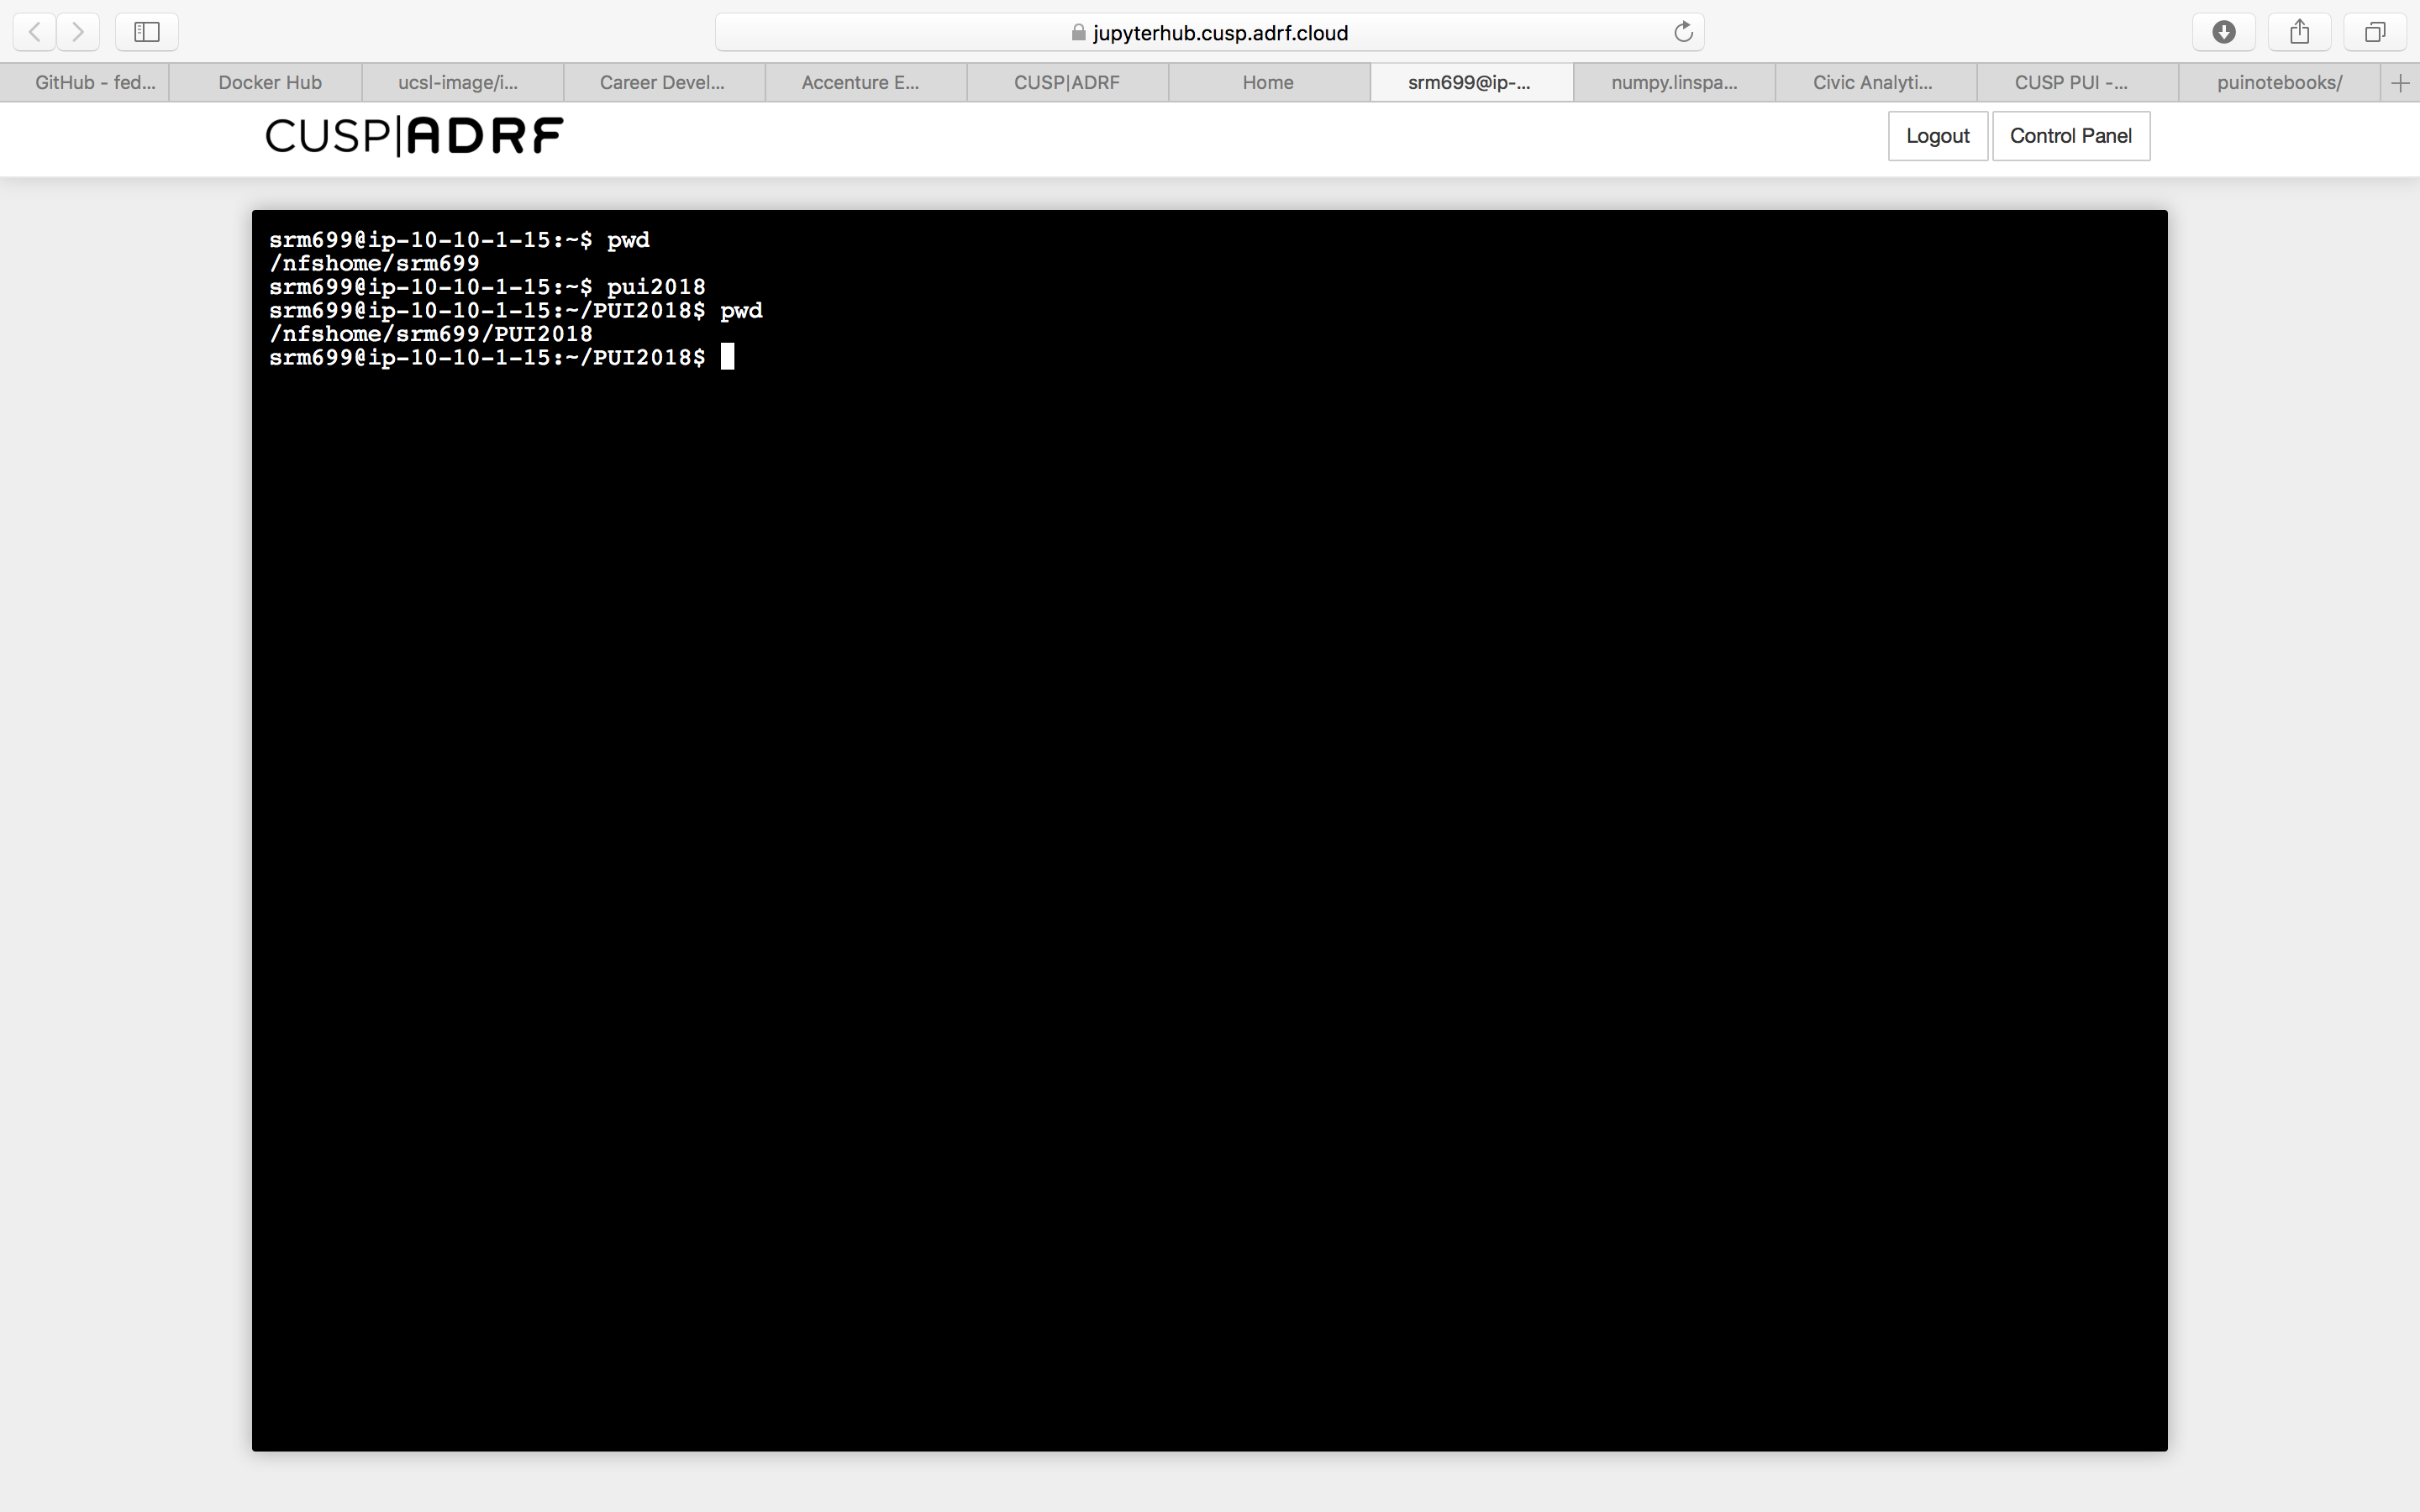 jupyterhub.cusp.adrf.cloud
GitHub - fed... Docker Hub ucsl-image/i... Career Devel... Accenture E... CUSP|ADRF Home srm699@ip-... numpy.linspa... Civic Analyti... CUSP PUI -... puinotebooks/
CUSP|ADRF Logout Control Panel
srm699@ip-10-10-1-15:~$ pwd
/nfshome/srm699
srm699@ip-10-10-1-15:~$ pui2018
srm699@ip-10-10-1-15:~/PUI2018$ pwd
/nfshome/srm699/PUI2018
srm699@ip-10-10-1-15:~/PUI2018$